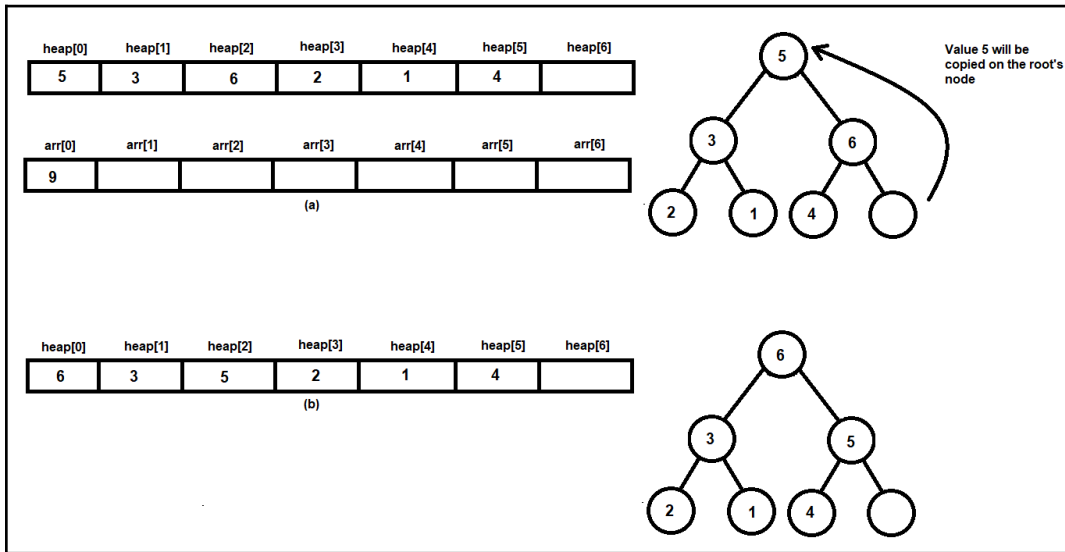 heap[0] heap[1] heap[2] heap[3] heap[4] heap[5] heap[6]
5 3 6 2 1 4
arr[0] arr[1] arr[2] arr[3] arr[4] arr[5] arr[6]
9
(a)
5
3 6
2 1 4
Value 5 will be
copied on the root's
node
heap[0] heap[1] heap[2] heap[3] heap[4] heap[5] heap[6]
6 3 5 2 1 4
(b)
6
3 5
2 1 4